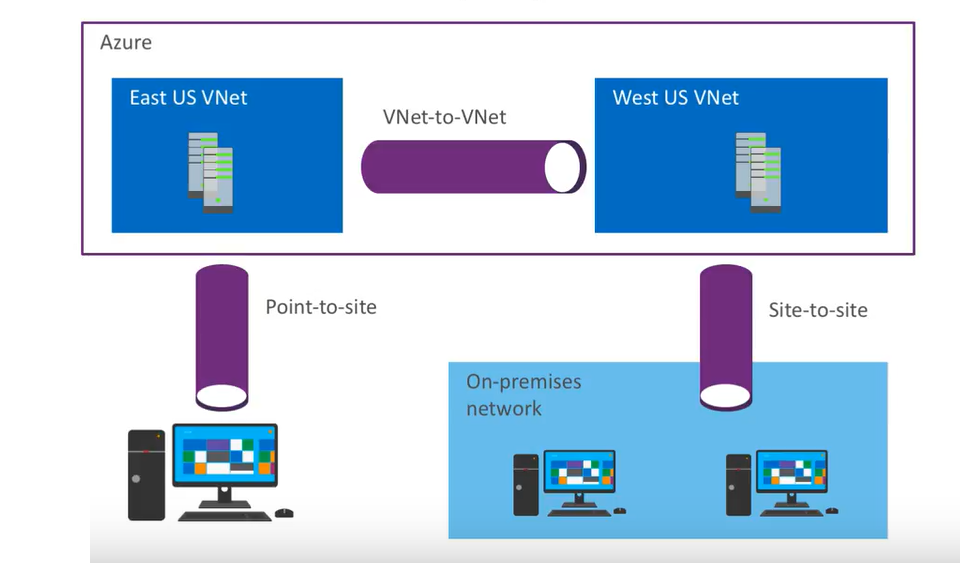 Azure
East US VNet
VNet-to-VNet
West US VNet
Point-to-site
Site-to-site
On-premises
network